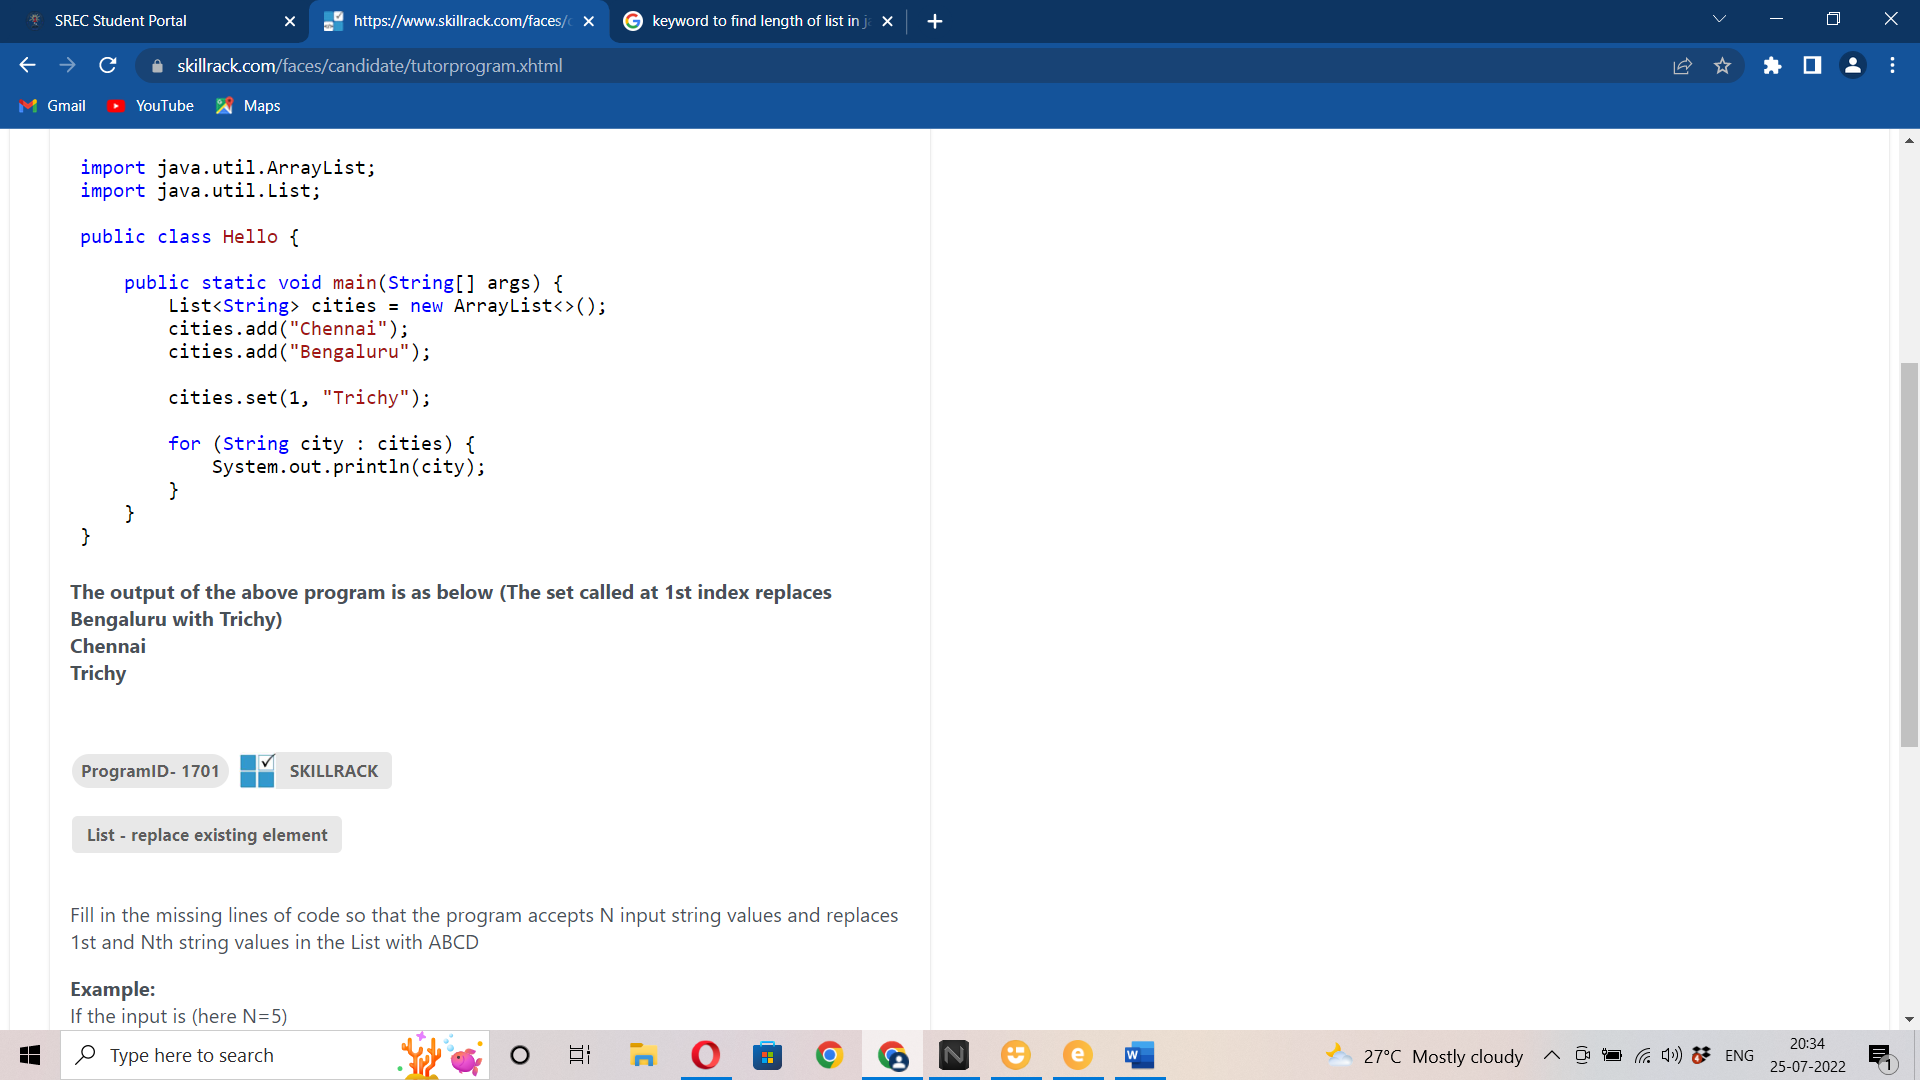 SREC Student Portal
https://www.skillrack.com/faces/
keyword to find length of list in
skillrack.com/faces/candidate/tutorprogram.xhtml
Gmail
YouTube
Maps
import java.util.ArrayList;
import java.util.List;
public class Hello {
public static void main(String[] args) {
List<String> cities = new ArrayList<>();
cities.add("Chennai");
cities.add("Bengaluru");
cities.set(1, "Trichy");
for (String city : cities) {
System.out.println(city);
}
}
}
The output of the above program is as below (The set called at 1st index replaces
Bengaluru with Trichy)
Chennai
Trichy
ProgramID- 1701
SKILLRACK
List - replace existing element
Fill in the missing lines of code so that the program accepts N input string values and replaces
1st and Nth string values in the List with ABCD
Example:
If the input is (here N=5)
Type here to search
27°C Mostly cloudy
ENG
20:34
25-07-2022
1